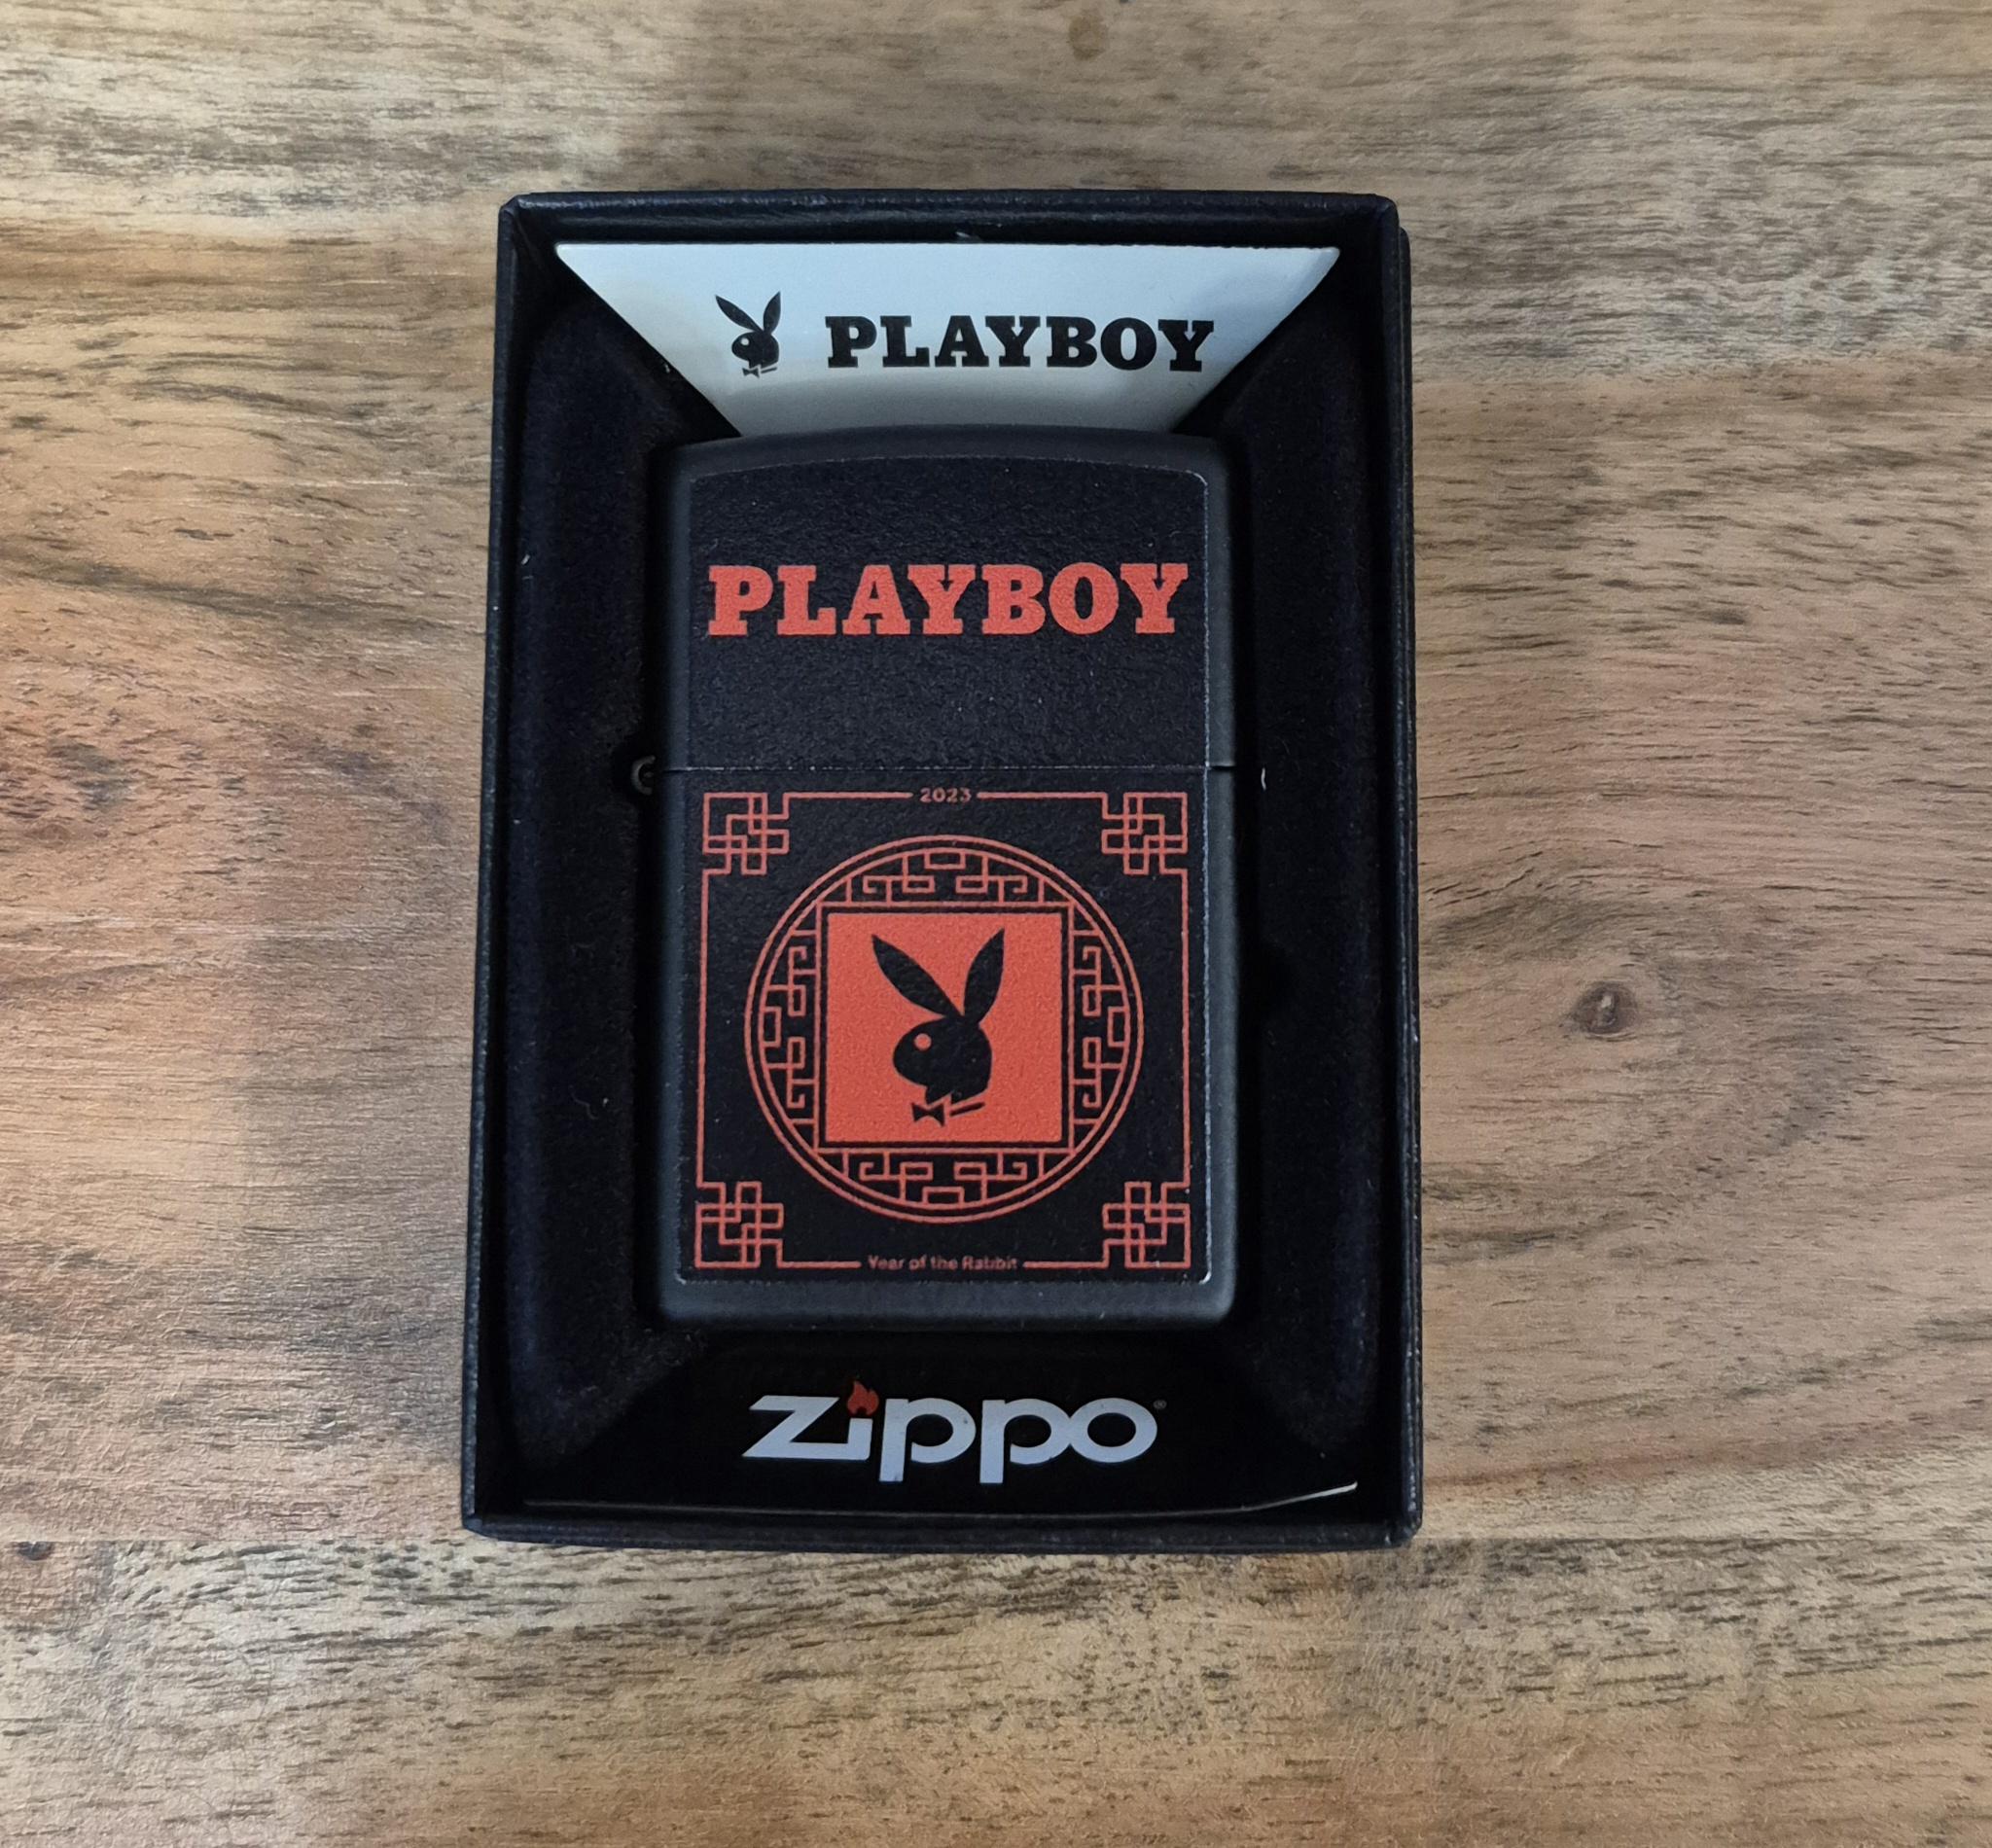 PLAYBOY
PLAYBOY
2023
Year of the Rabbit
zippo